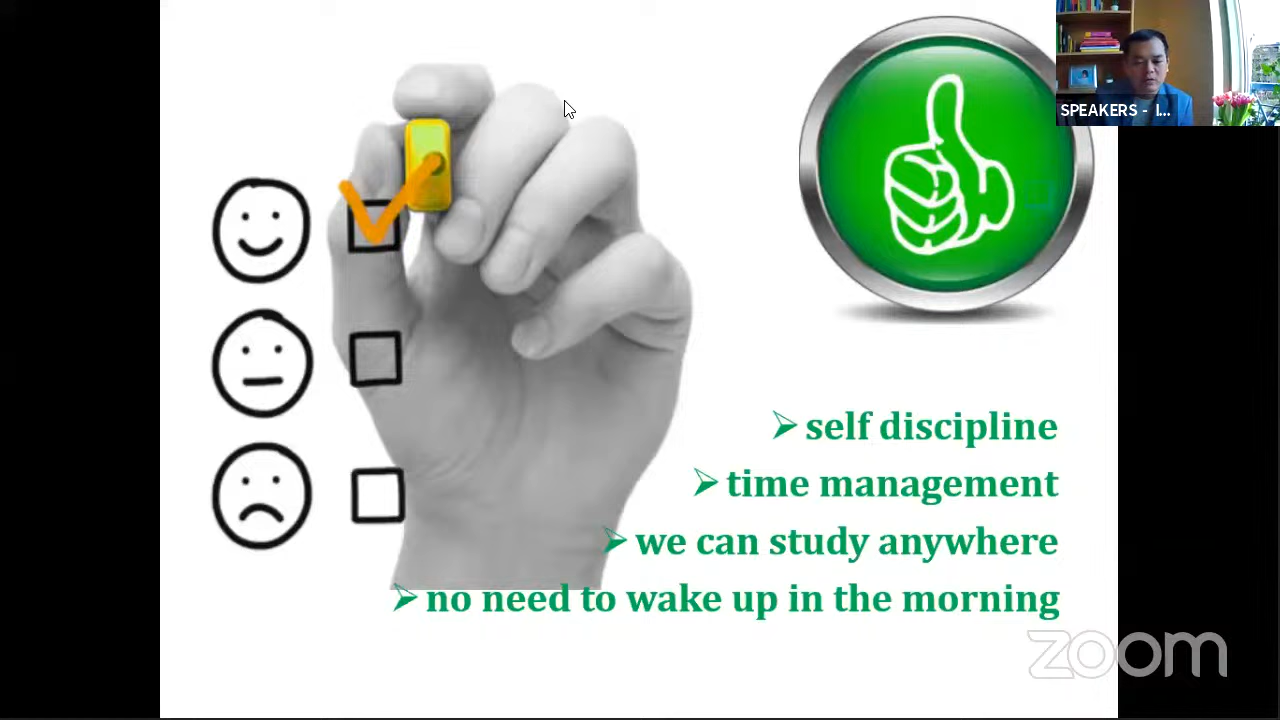 SPEAKERS - I...
self discipline
time management
we can study anywhere
no need to wake up in the morning
zoom